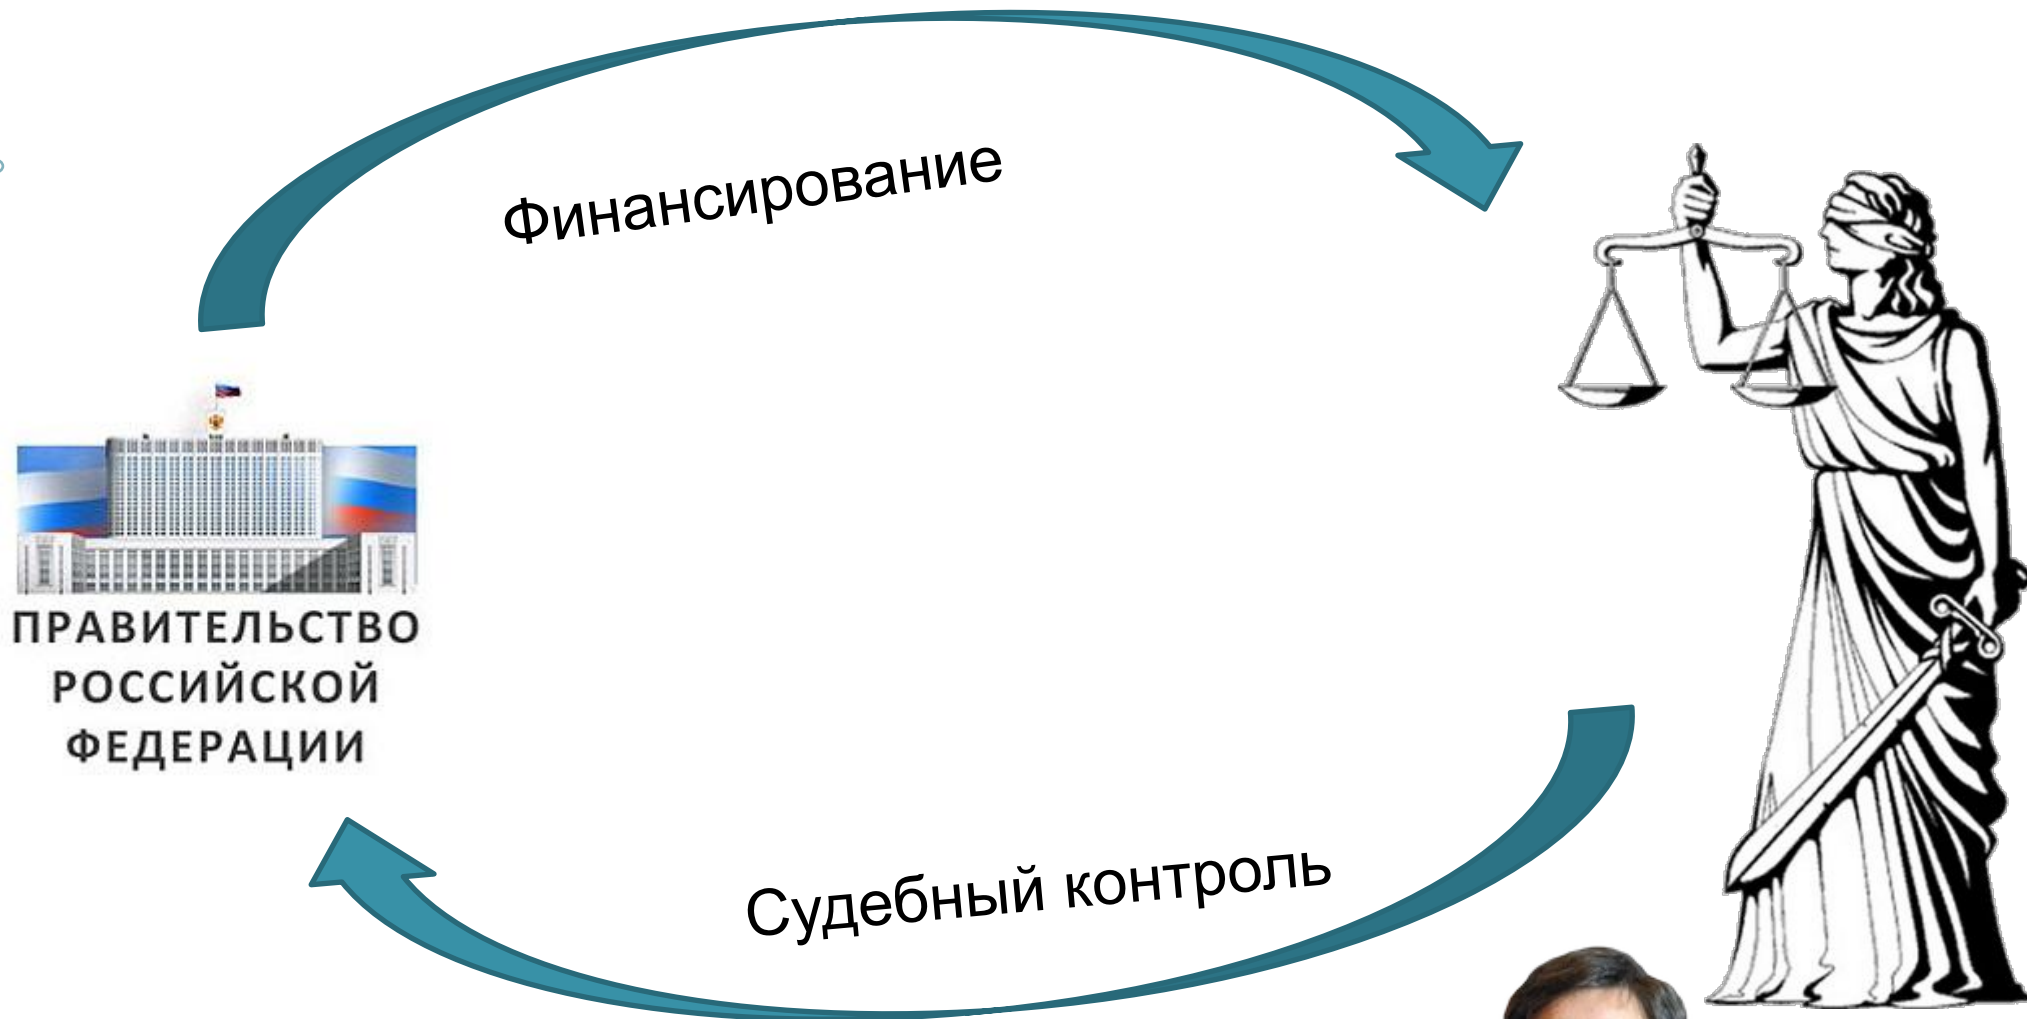 Финансирование
ПРАВИТЕЛЬСТВО
РОССИЙСКОЙ
ФЕДЕРАЦИИ
Судебный контроль